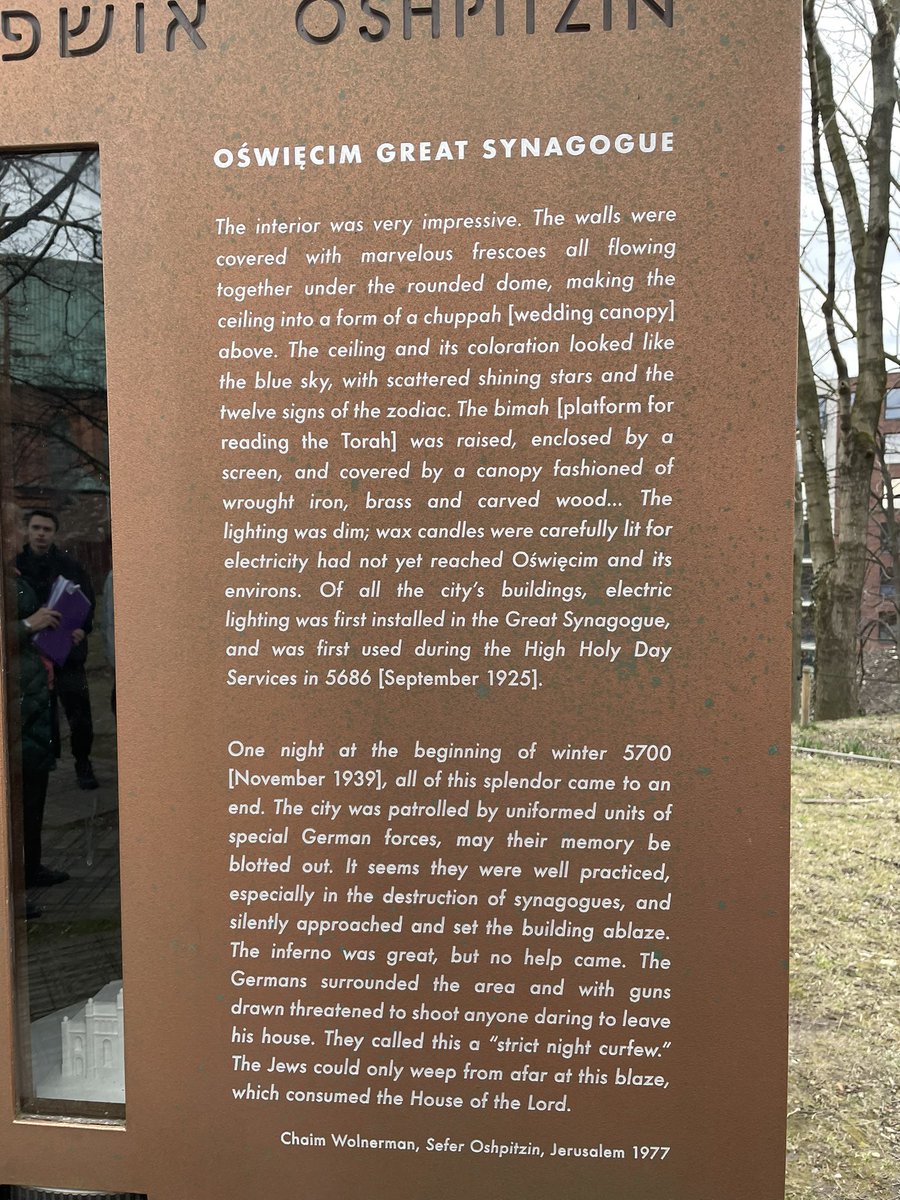 אושפ OSHPITZIN
OŚWIĘCIM GREAT SYNAGOGUE
The interior was very impressive. The walls were
covered with marvelous frescoes all flowing
together under the rounded dome, making the
ceiling into a form of a chuppah [wedding canopy]
above. The ceiling and its coloration looked like
the blue sky, with scattered shining stars and the
twelve signs of the zodiac. The bimah [platform for
reading the Torah] was raised, enclosed by a
screen, and covered by a canopy fashioned of
wrought iron, brass and carved wood... The
lighting was dim; wax candles were carefully lit for
electricity had not yet reached Oświęcim and its
environs. Of all the city's buildings, electric
lighting was first installed in the Great Synagogue,
and was first used during the High Holy Day
Services in 5686 [September 1925].
One night at the beginning of winter 5700
[November 1939], all of this splendor came to an
end. The city was patrolled by uniformed units of
special German forces, may their memory be
blotted out. It seems they were well practiced,
especially in the destruction of synagogues, and
silently approached and set the building ablaze.
The inferno was great, but no help came. The
Germans surrounded the area and with guns
drawn threatened to shoot anyone daring to leave
his house. They called this a “strict night curfew.”
The Jews could only weep from afar at this blaze,
which consumed the House of the Lord.
Chaim Wolnerman, Sefer Oshpitzin, Jerusalem 1977